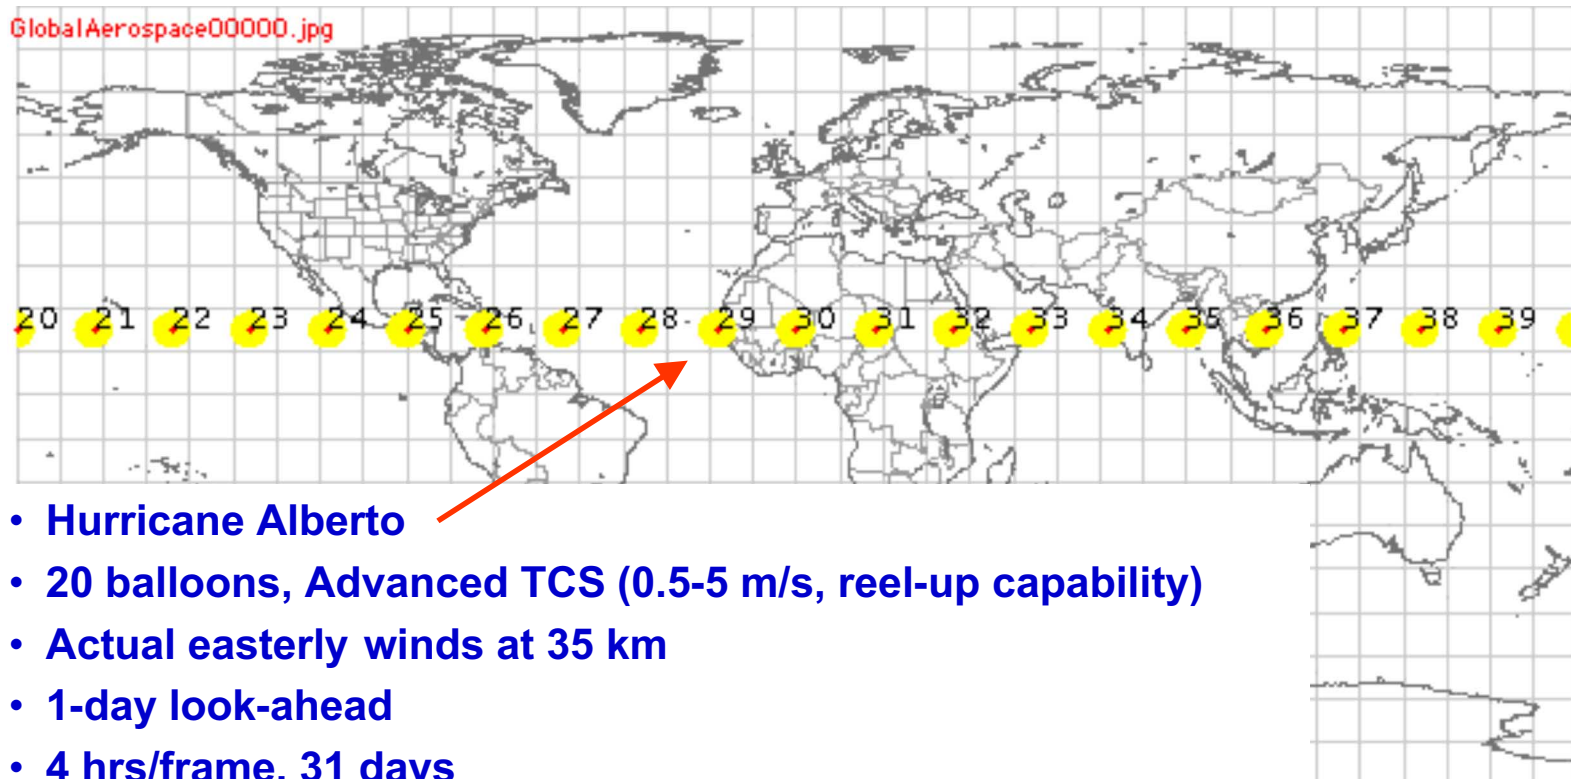 GlobalAerospace00000.jpg
20 21 22 23 24 25 26 27 28 29 30 31 32 33 34 35 36 37 38 39
• Hurricane Alberto
• 20 balloons, Advanced TCS (0.5-5 m/s, reel-up capability)
• Actual easterly winds at 35 km
• 1-day look-ahead
• 4 hrs/frame, 31 days